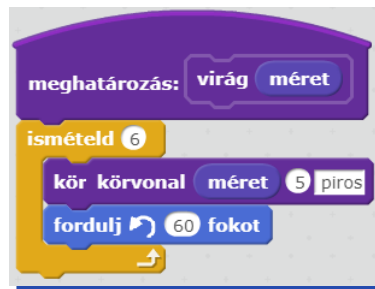 meghatározás: virág méret
ismételd 6
kör körvonal méret 5 piros
fordulj 60 fokot